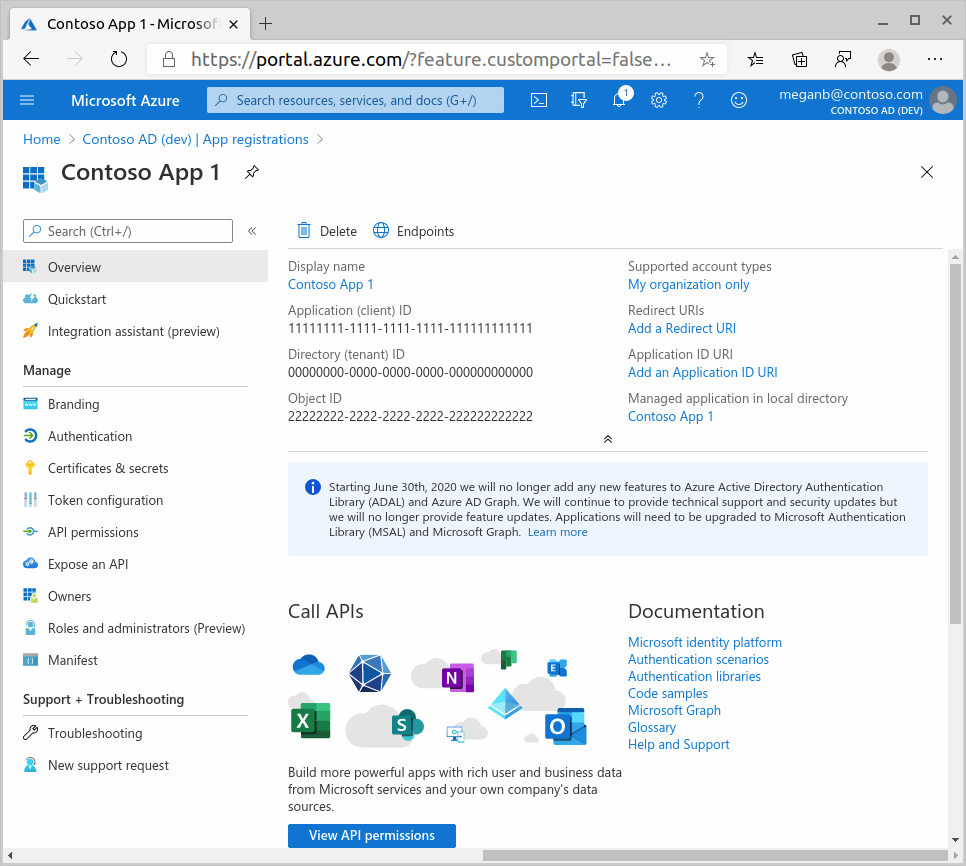 Contoso App 1 - Microsof
https://portal.azure.com/?feature.customportal=false...
Microsoft Azure
Search resources, services, and docs (G+/)
1
meganb@contoso.com
CONTOSO AD (DEV)
Home > Contoso AD (dev) | App registrations >
Contoso App 1
Search (Ctrl+/)
«
Overview
Quickstart
Integration assistant (preview)
Manage
Branding
Authentication
Certificates & secrets
Token configuration
API permissions
Expose an API
Owners
Roles and administrators (Preview)
Manifest
Support + Troubleshooting
Troubleshooting
New support request
Delete
Endpoints
Display name
Contoso App 1
Application (client) ID
11111111-1111-1111-1111-111111111111
Directory (tenant) ID
00000000-0000-0000-0000-000000000000
Object ID
22222222-2222-2222-2222-222222222222
Supported account types
My organization only
Redirect URIs
Add a Redirect URI
Application ID URI
Add an Application ID URI
Managed application in local directory
Contoso App 1
Starting June 30th, 2020 we will no longer add any new features to Azure Active Directory Authentication
Library (ADAL) and Azure AD Graph. We will continue to provide technical support and security updates but
we will no longer provide feature updates. Applications will need to be upgraded to Microsoft Authentication
Library (MSAL) and Microsoft Graph. Learn more
Call APIs
N
E
X
S
O
Build more powerful apps with rich user and business data
from Microsoft services and your own company's data
sources.
View API permissions
Documentation
Microsoft identity platform
Authentication scenarios
Authentication libraries
Code samples
Microsoft Graph
Glossary
Help and Support